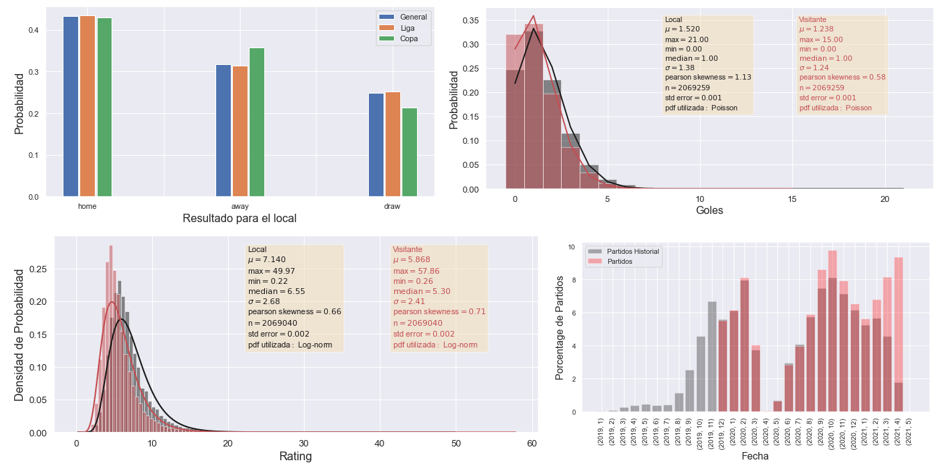 General
Liga
Copa
Probabilidad
0.4
0.3
0.2
0.1
0.0
home
away
draw
Resultado para el local
Probabilidad
0.35
0.30
0.25
0.20
0.15
0.10
0.05
0.00
0
5
10
15
20
Goles
Local
μ = 1.520
max = 21.00
min = 0.00
median = 1.00
σ = 1.38
pearson skewness = 1.13
n = 2069259
std error = 0.001
pdf utilizada : Poisson
Visitante
μ = 1.238
max = 15.00
min = 0.00
median = 1.00
σ = 1.24
pearson skewness = 0.58
n = 2069259
std error = 0.001
pdf utilizada : Poisson
Densidad de Probabilidad
0.25
0.20
0.15
0.10
0.05
0.00
0
10
20
30
40
50
60
Rating
Local
μ = 7.140
max = 49.97
min = 0.22
median = 6.55
σ = 2.68
pearson skewness = 0.66
n = 2069040
std error = 0.002
pdf utilizada : Log-norm
Visitante
μ = 5.868
max = 57.86
min = 0.26
median = 5.30
σ = 2.41
pearson skewness = 0.71
n = 2069040
std error = 0.002
pdf utilizada : Log-norm
Partidos Historial
Partidos
Porcentage de Partidos
10
8
6
4
2
0
(2019, 1)
(2019, 2)
(2019, 3)
(2019, 4)
(2019, 5)
(2019, 6)
(2019, 7)
(2019, 8)
(2019, 9)
(2019, 10)
(2019, 11)
(2019, 12)
(2020, 1)
(2020, 2)
(2020, 3)
(2020, 4)
(2020, 5)
(2020, 6)
(2020, 7)
(2020, 8)
(2020, 9)
(2020, 10)
(2020, 11)
(2020, 12)
(2021, 1)
(2021, 2)
(2021, 3)
(2021, 4)
(2021, 5)
Fecha